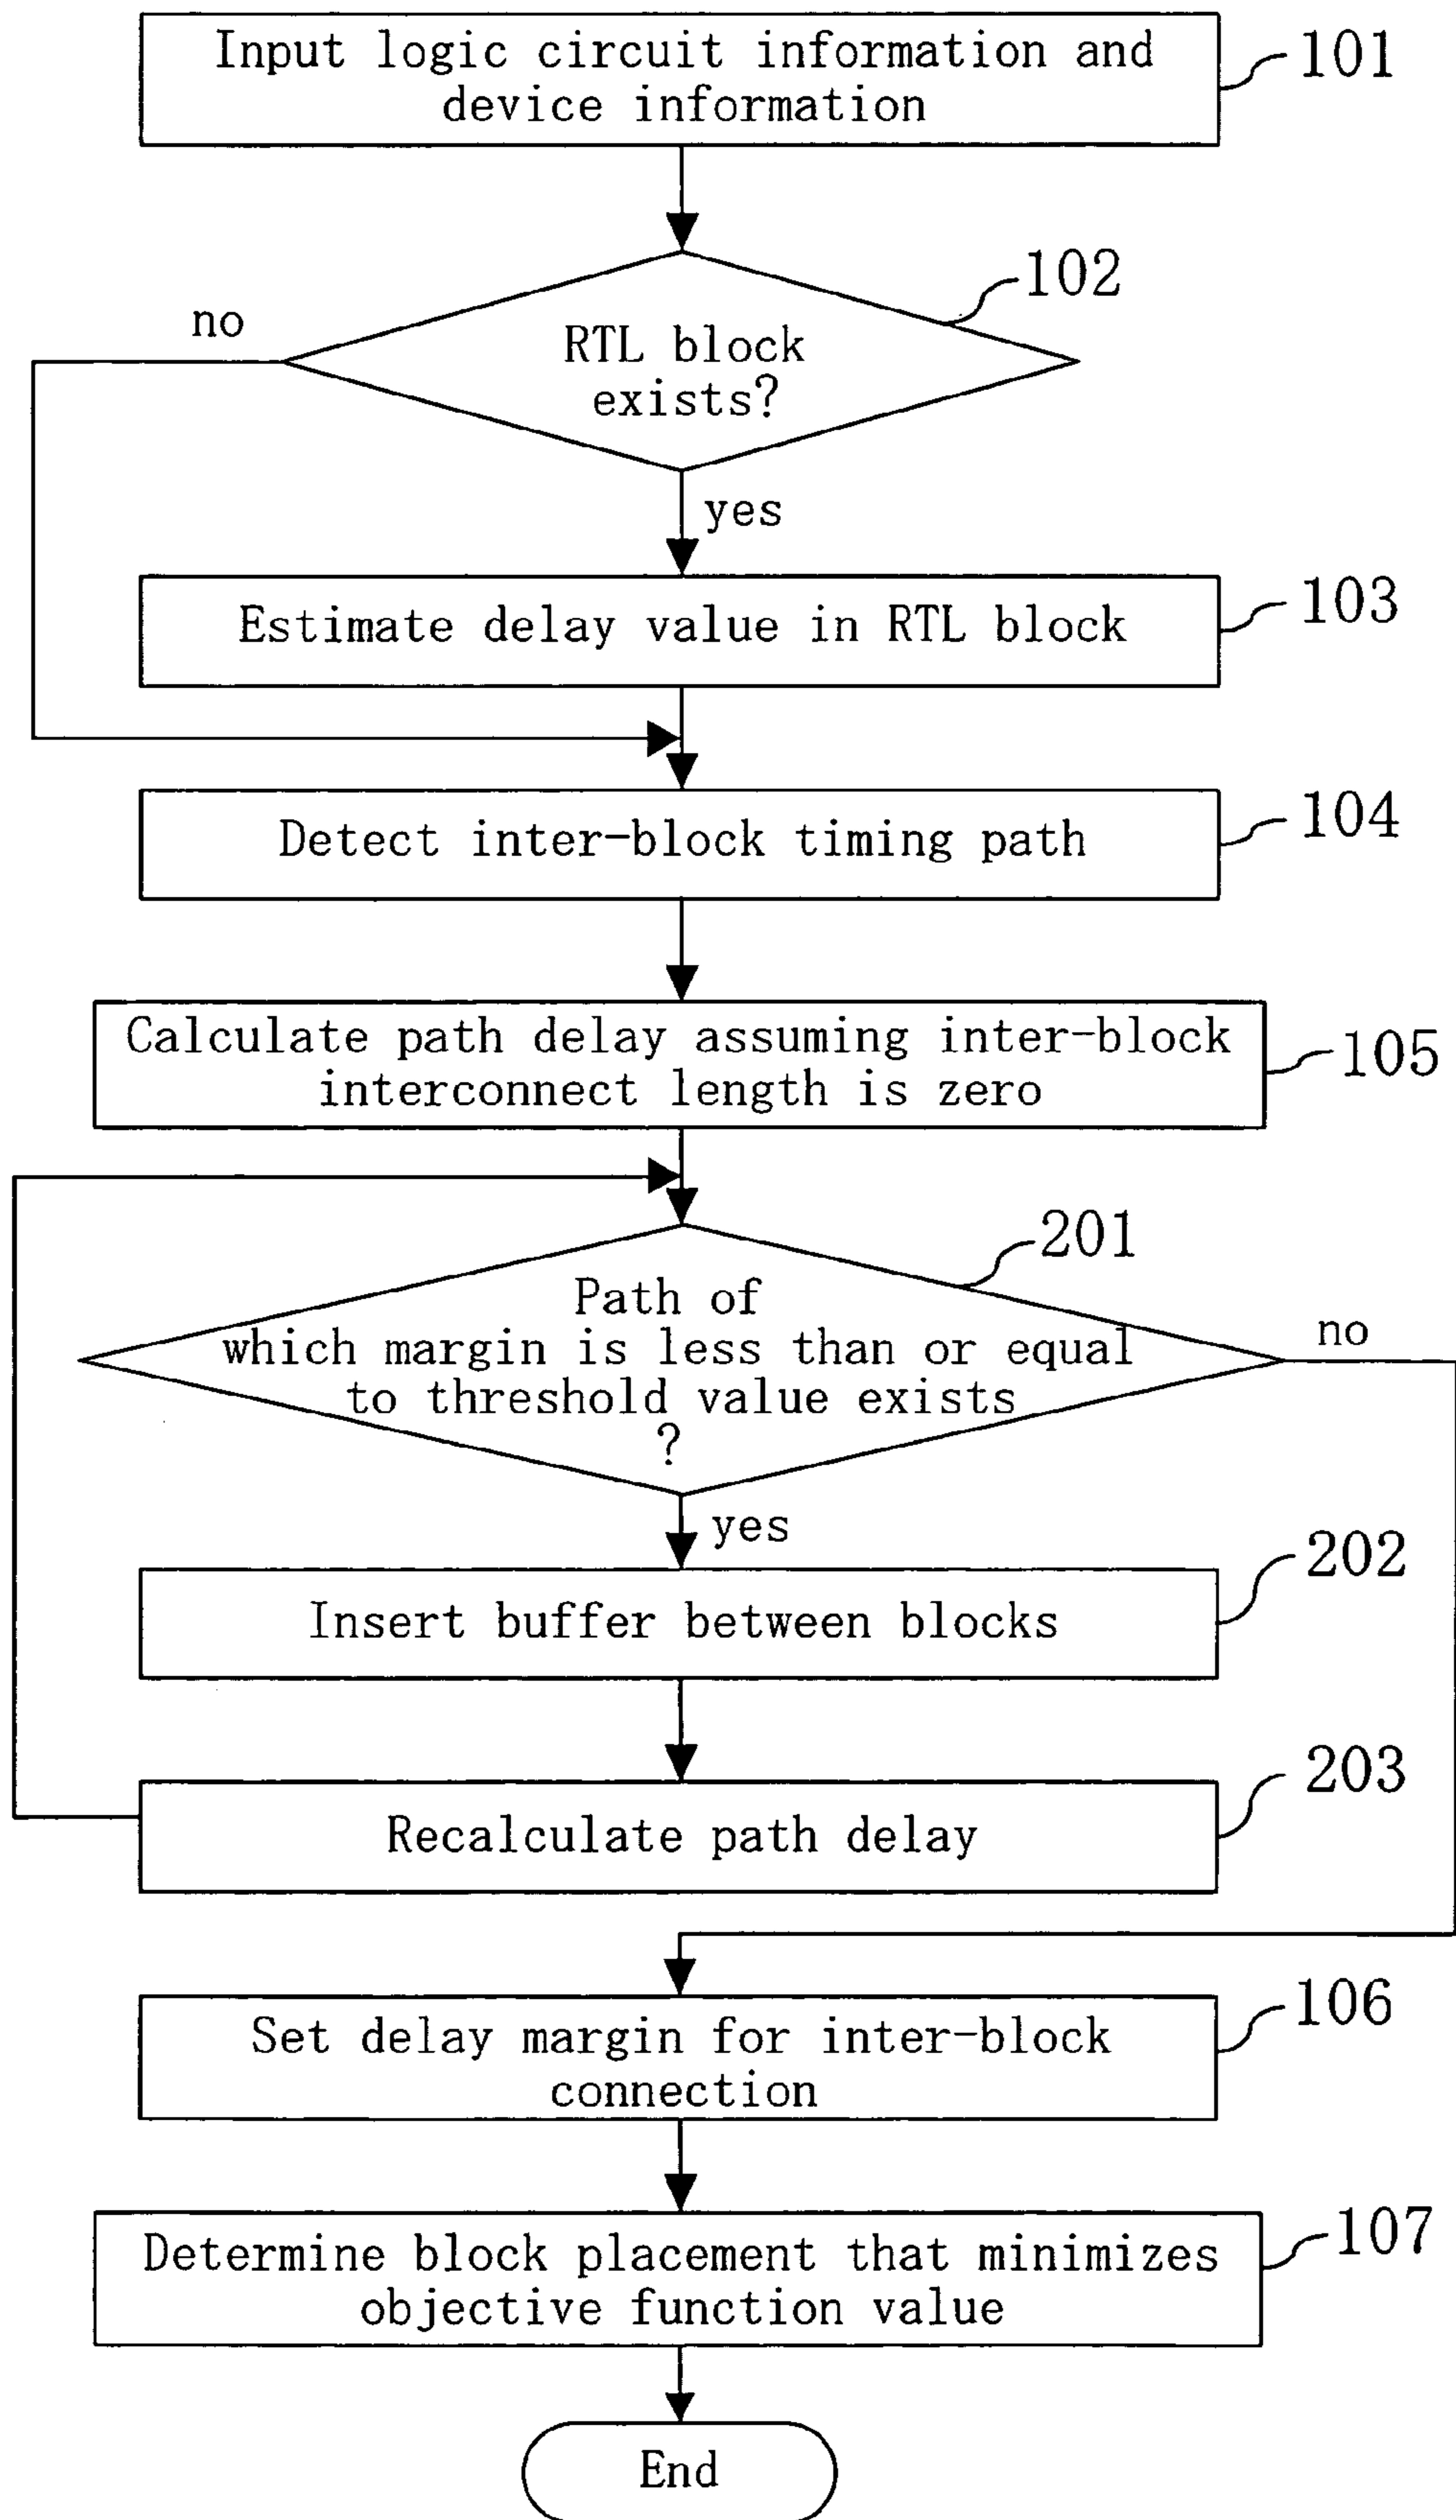 Input logic circuit information and
device information
101
102
no
RTL block
exists?
yes
Estimate delay value in RTL block
103
Detect inter-block timing path
104
Calculate path delay assuming inter-block
interconnect length is zero
105
201
Path of
which margin is less than or equal
to threshold value exists
?
no
yes
202
Insert buffer between blocks
203
Recalculate path delay
106
Set delay margin for inter-block
connection
107
Determine block placement that minimizes
objective function value
End